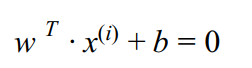 w ᵀ · x⁽ⁱ⁾ + b = 0